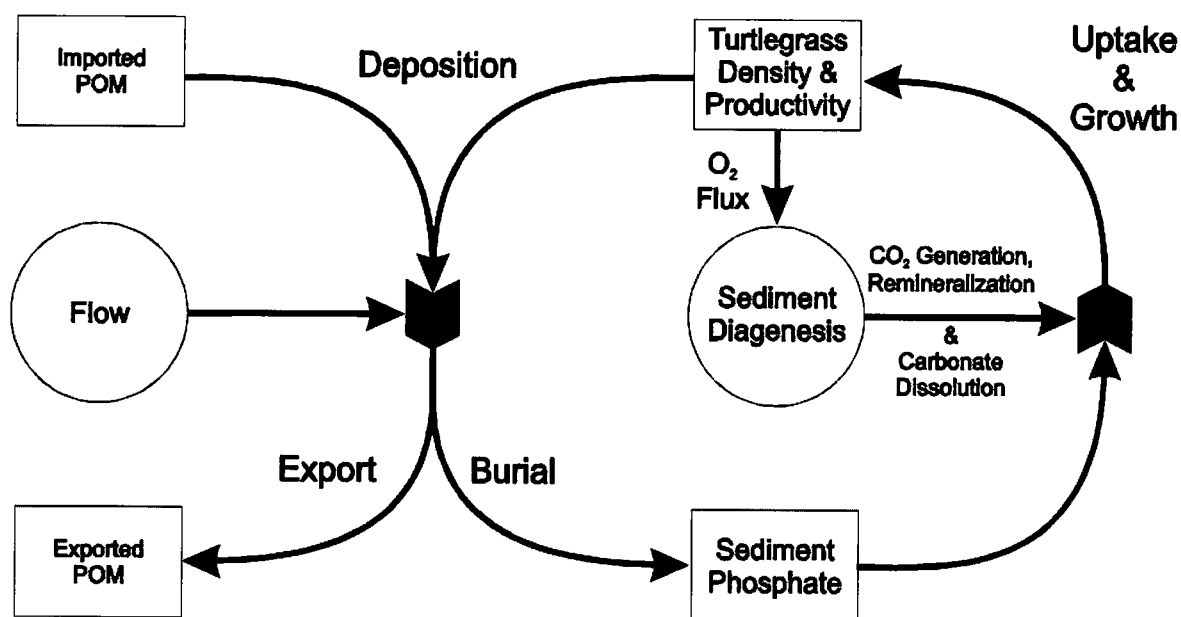 Imported
POM
Deposition
Turtlegrass
Density &
Productivity
Uptake
&
Growth
O₂
Flux
Flow
Sediment
Diagenesis
CO₂ Generation,
Remineralization
&
Carbonate
Dissolution
Export
Burial
Exported
POM
Sediment
Phosphate